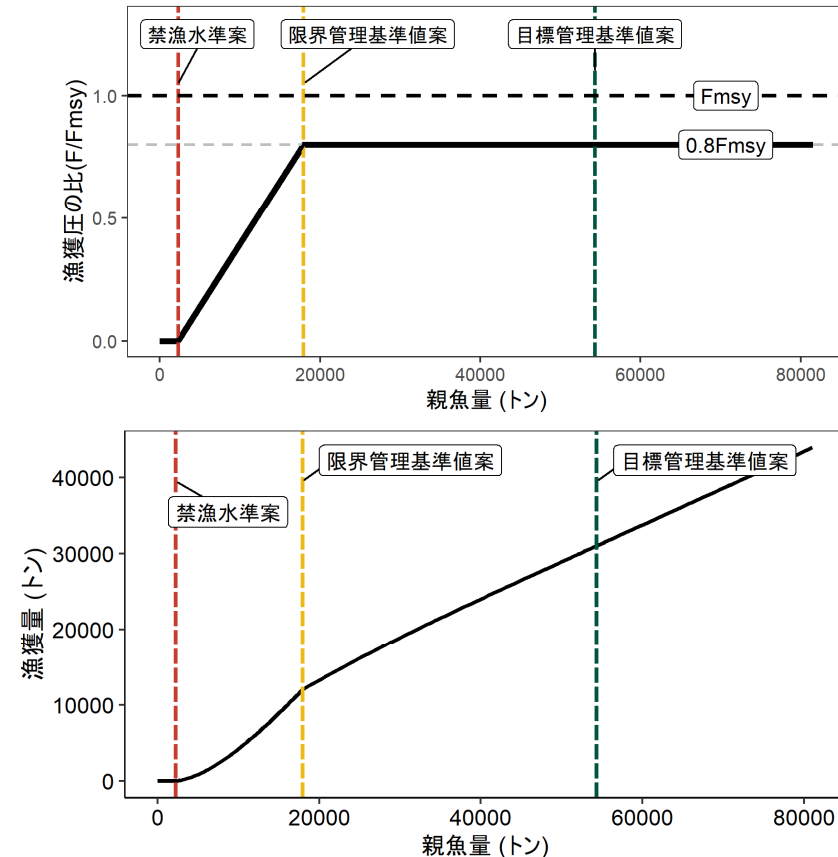 禁漁水準案
限界管理基準値案
目標管理基準値案
Fmsy
0.8Fmsy
漁獲圧の比(F/Fmsy)
1.0
0.5
0.0
0
20000
40000
60000
80000
親魚量 (トン)
限界管理基準値案
目標管理基準値案
禁漁水準案
漁獲量 (トン)
40000
30000
20000
10000
0
0
20000
40000
60000
80000
親魚量 (トン)